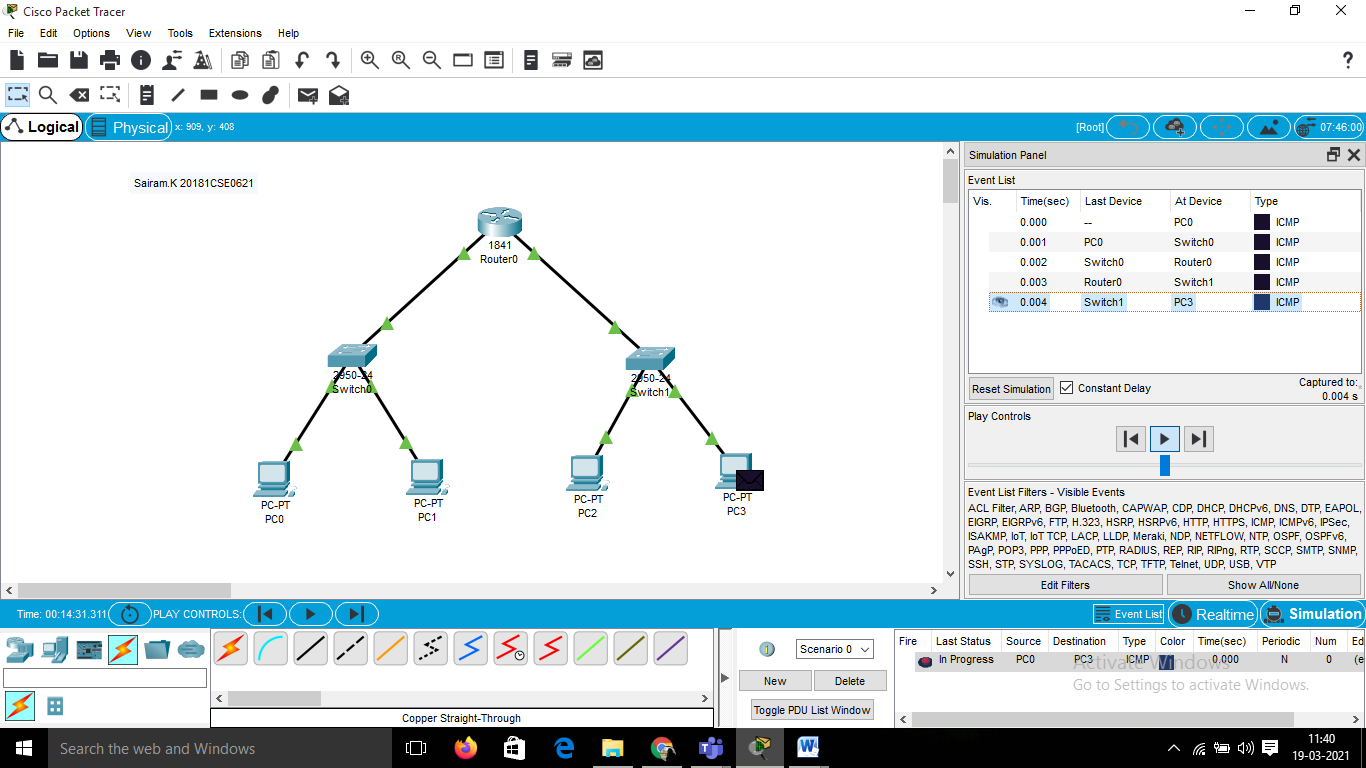 Cisco Packet Tracer
File Edit Options View Tools Extensions Help
?
Logical Physical x: 909, y: 408 [Root] 07:46:00
Sairam.K 20181CSE0621
1841
Router0
2950-24
Switch0
2950-24
Switch1
PC-PT
PC0
PC-PT
PC1
PC-PT
PC2
PC-PT
PC3
Simulation Panel
Event List
Vis. Time(sec) Last Device At Device Type
0.000 -- PC0 ICMP
0.001 PC0 Switch0 ICMP
0.002 Switch0 Router0 ICMP
0.003 Router0 Switch1 ICMP
0.004 Switch1 PC3 ICMP
Reset Simulation Constant Delay Captured to:
0.004 s
Play Controls
Event List Filters - Visible Events
ACL Filter, ARP, BGP, Bluetooth, CAPWAP, CDP, DHCP, DHCPv6, DNS, DTP, EAPOL,
EIGRP, EIGRPv6, FTP, H.323, HSRP, HSRPv6, HTTP, HTTPS, ICMP, ICMPv6, IPSec,
ISAKMP, IoT, IoT TCP, LACP, LLDP, Meraki, NDP, NETFLOW, NTP, OSPF, OSPFv6,
PAgP, POP3, PPP, PPPoED, PTP, RADIUS, REP, RIP, RIPng, RTP, SCCP, SMTP, SNMP,
SSH, STP, SYSLOG, TACACS, TCP, TFTP, Telnet, UDP, USB, VTP
Edit Filters Show All/None
Time: 00:14:31.311 PLAY CONTROLS: Event List Realtime Simulation
Copper Straight-Through
Scenario 0
New Delete
Toggle PDU List Window
Fire Last Status Source Destination Type Color Time(sec) Periodic Num Ed
In Progress PC0 PC3 ICMP 0.000 N 0 (e
Activate Windows
Go to Settings to activate Windows.
Search the web and Windows
11:40
19-03-2021